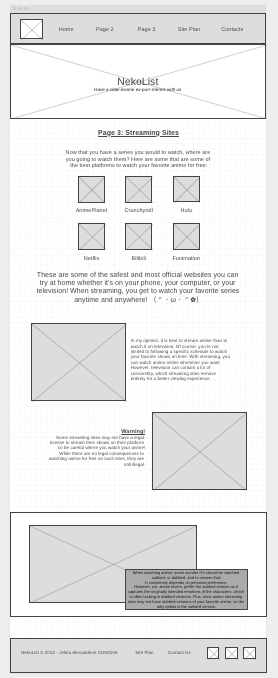 Home Page 2 Page 3 Site Plan Contacts
NekoList
Have a nice anime ex-purr-ience with us
Page 3: Streaming Sites
Now that you have a series you would to watch, where are
you going to watch them? Here are some that are some of
the best places to watch your favorite anime for free:
AnimePlanet Crunchyroll Hulu
Netflix Bilibili Funimation
These are some of the safest and most official websites you can
try at home whether it's on your phone, your computer, or your
television! When streaming, you get to watch your favorite series
anytime and anywhere! ( ^ ・ω・ ^ ✿)
In my opinion, it is best to stream anime than to
watch it on television. Of course, you're not
limited to following a specific schedule to watch
your favorite shows on. With streaming, you
can watch anime online wherever you want.
However, television can contain a lot of
censorship, which streaming sites remove
entirely for a better viewing experience.
Warning!
Some streaming sites may not have a legal
license to stream their shows on their platform
so be careful where you watch your anime!
While there are no legal consequences to
watching anime for free on such sites, they are
still illegal.
When watching anime, some wonder if it should be watched
subbed, or dubbed, and to answer that:
It completely depends on personal preference.
However, we, anime lovers, prefer the subbed version as it
captures the originally intended emotions of the characters, which
is often lacking in dubbed versions. Plus, most anime streaming
sites may not have dubbed versions of your favorite anime, so the
only option is the subbed version.
NekoList © 2022 - Jelina Alexandrine CONCHA Site Plan Contact Us